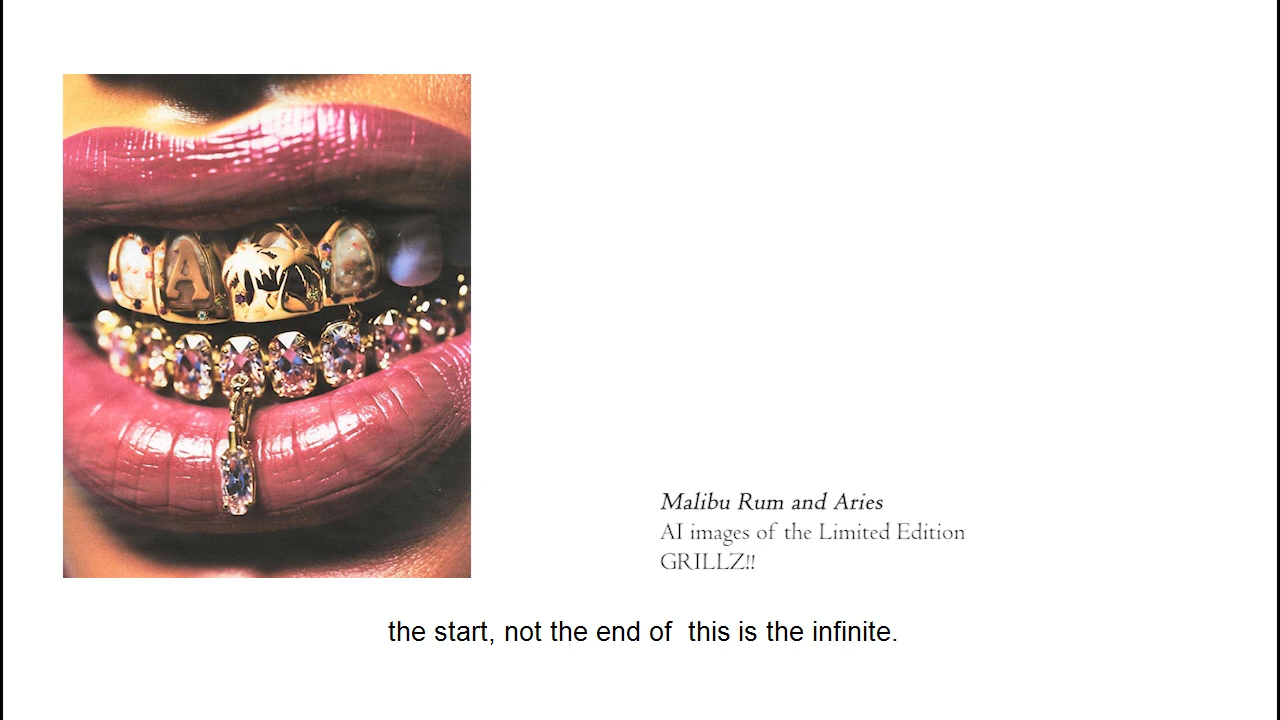 A
Malibu Rum and Aries
AI images of the Limited Edition
GRILLZ!!
the start, not the end of  this is the infinite.